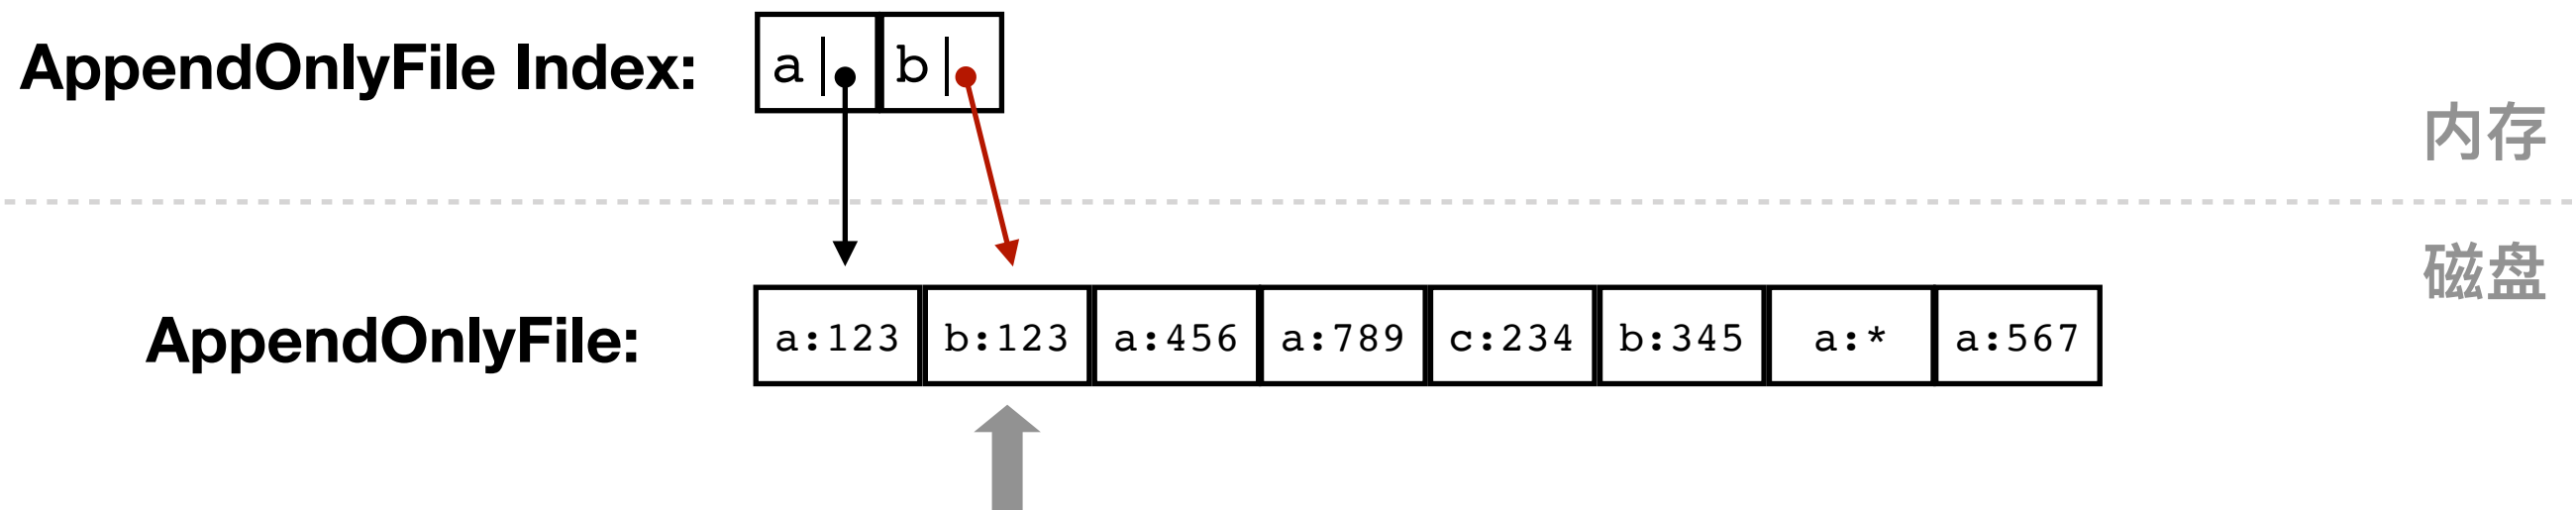 AppendOnlyFile Index: a b
内存
磁盘
AppendOnlyFile: a:123 b:123 a:456 a:789 c:234 b:345 a:* a:567